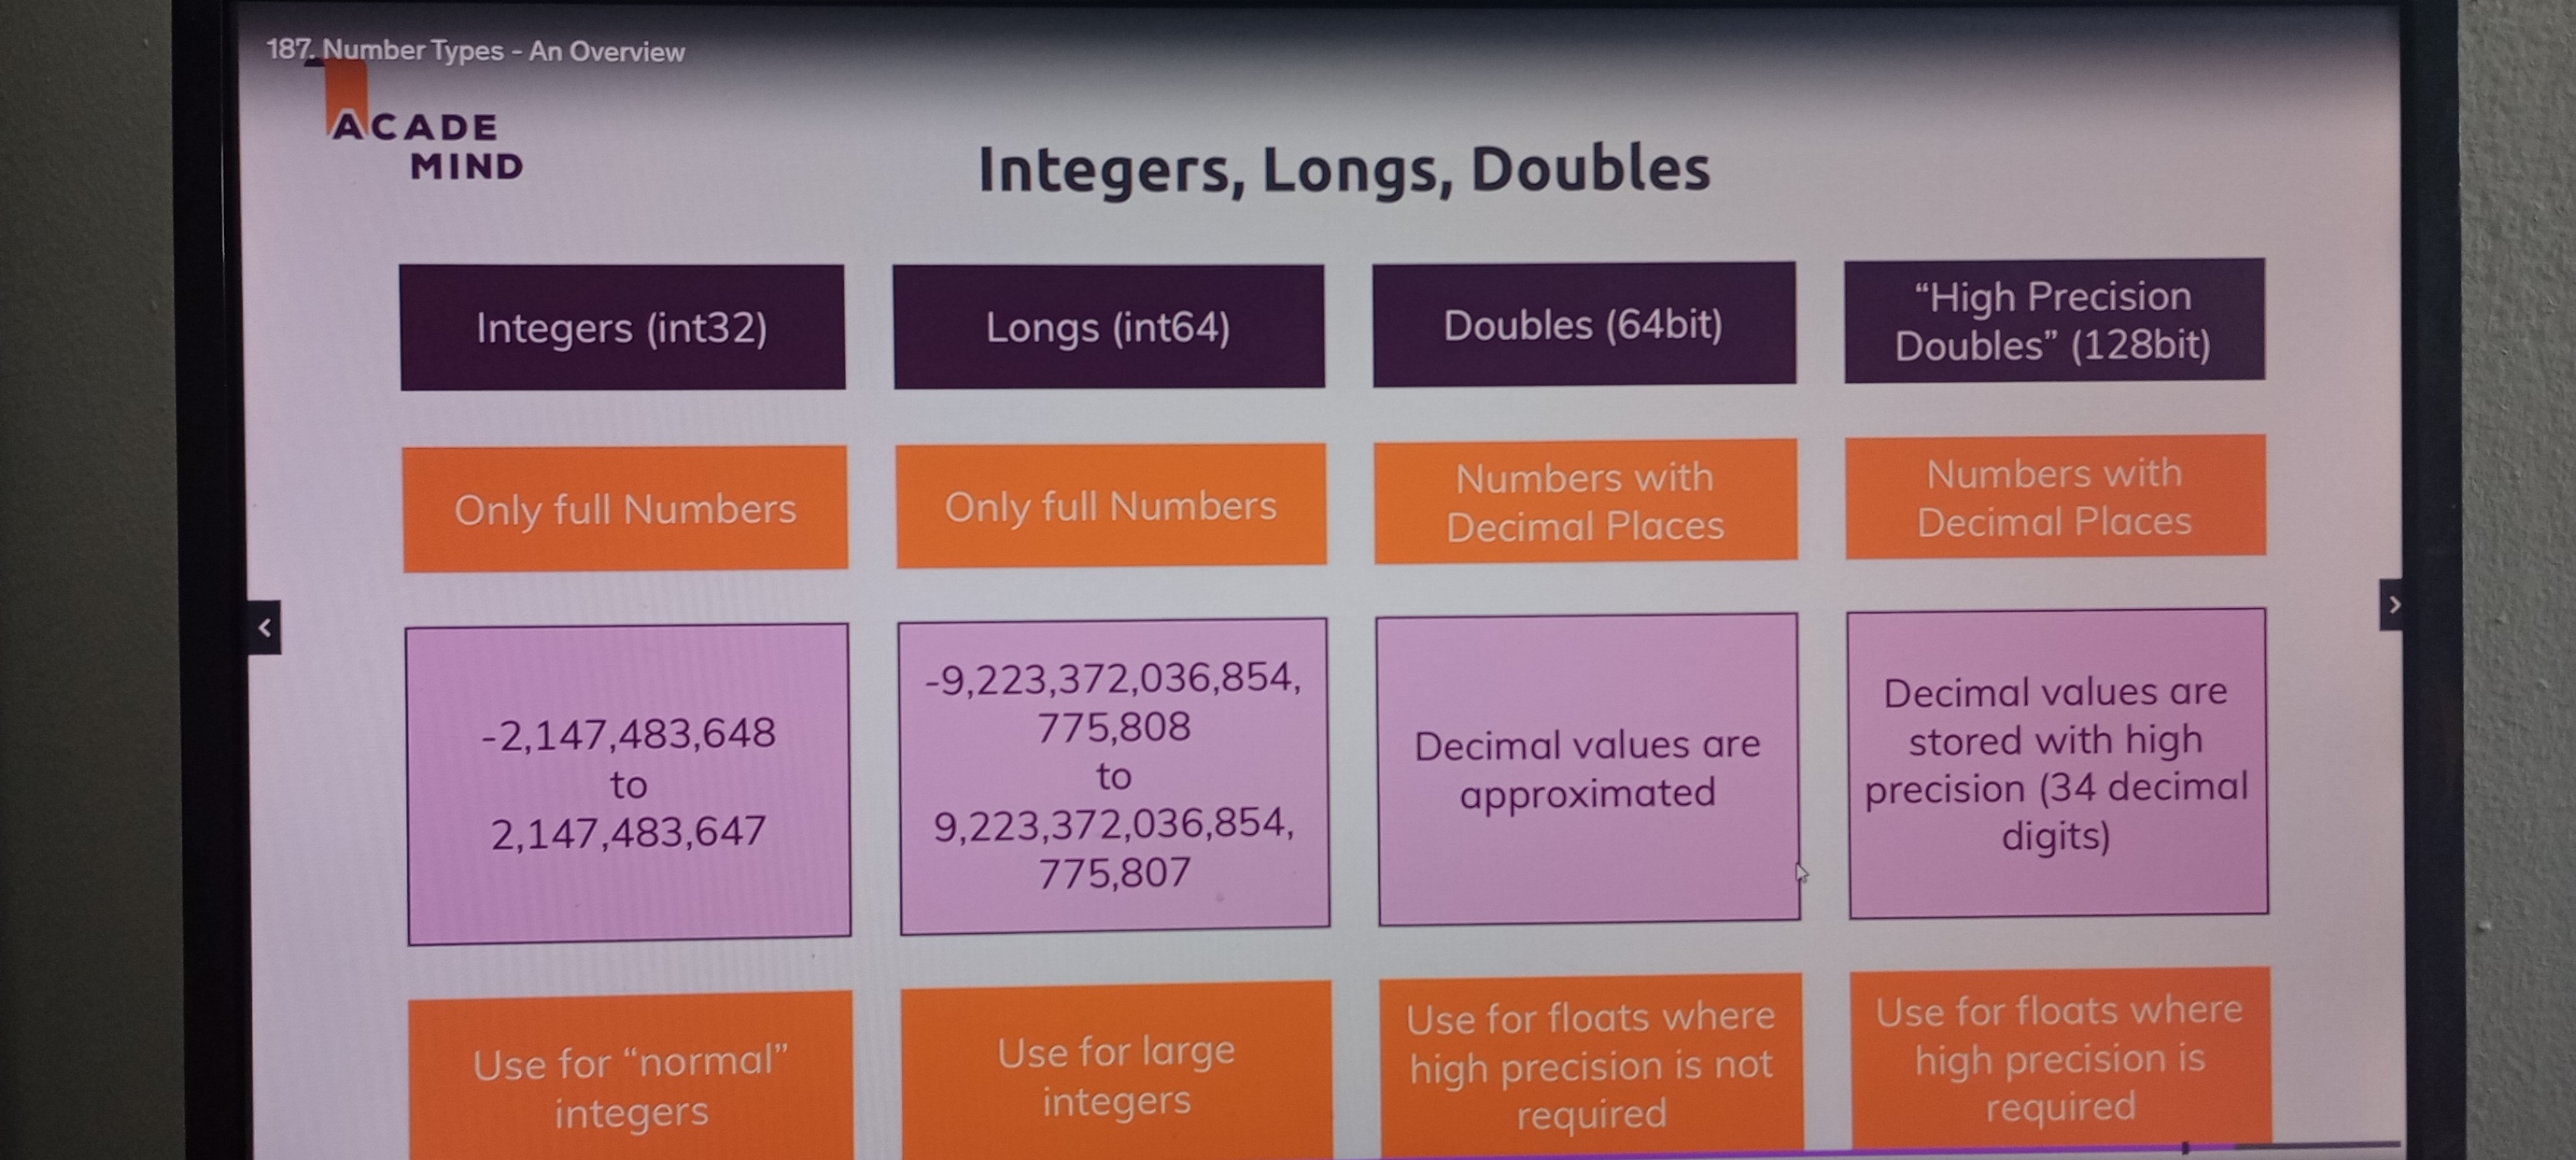 187. Number Types - An Overview
ACADE
MIND
Integers, Longs, Doubles
Integers (int32)
Longs (int64)
Doubles (64bit)
“High Precision
Doubles” (128bit)
Only full Numbers
Only full Numbers
Numbers with
Decimal Places
Numbers with
Decimal Places
-2,147,483,648
to
2,147,483,647
-9,223,372,036,854,
775,808
to
9,223,372,036,854,
775,807
Decimal values are
approximated
Decimal values are
stored with high
precision (34 decimal
digits)
Use for “normal”
integers
Use for large
integers
Use for floats where
high precision is not
required
Use for floats where
high precision is
required